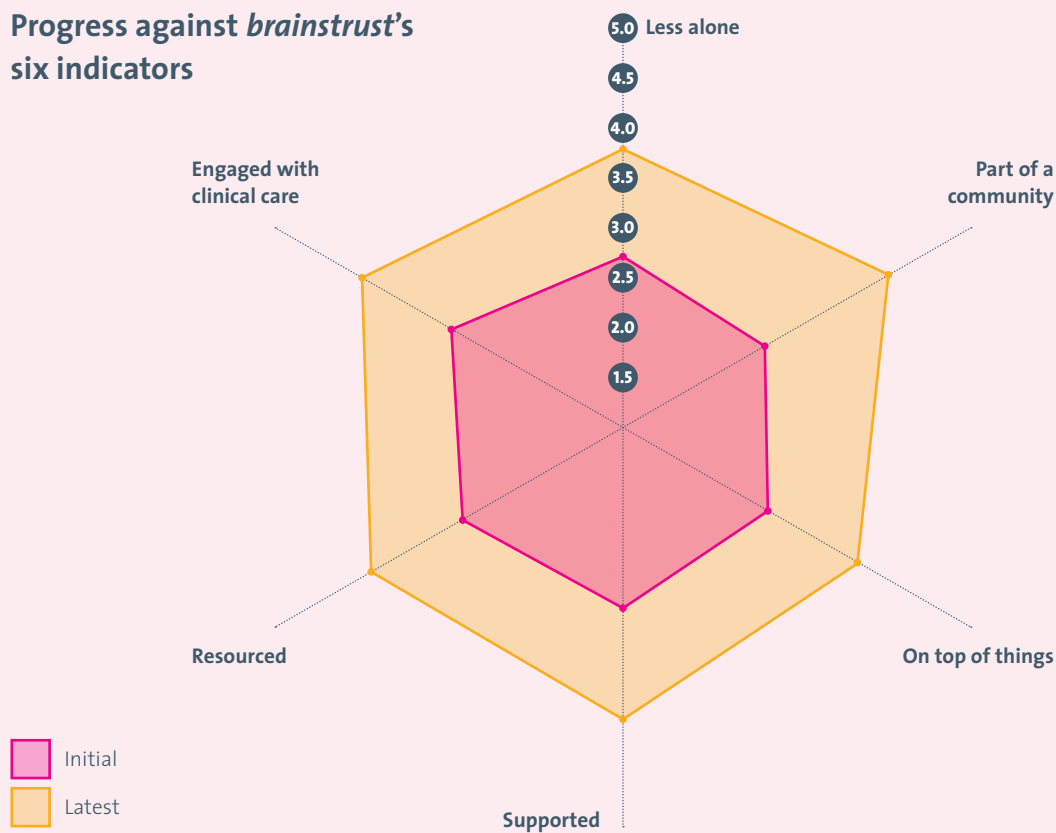 Progress against brainstrust's
six indicators
5.0 Less alone
4.5
4.0
Engaged with
clinical care
Part of a
community
3.5
3.0
2.5
2.0
1.5
Resourced
On top of things
Initial
Latest
Supported